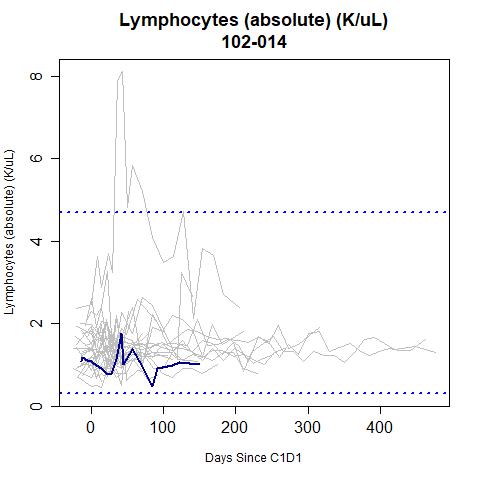 Lymphocytes (absolute) (K/uL)
102-014
Lymphocytes (absolute) (K/uL)
8
6
4
2
0
0 100 200 300 400
Days Since C1D1